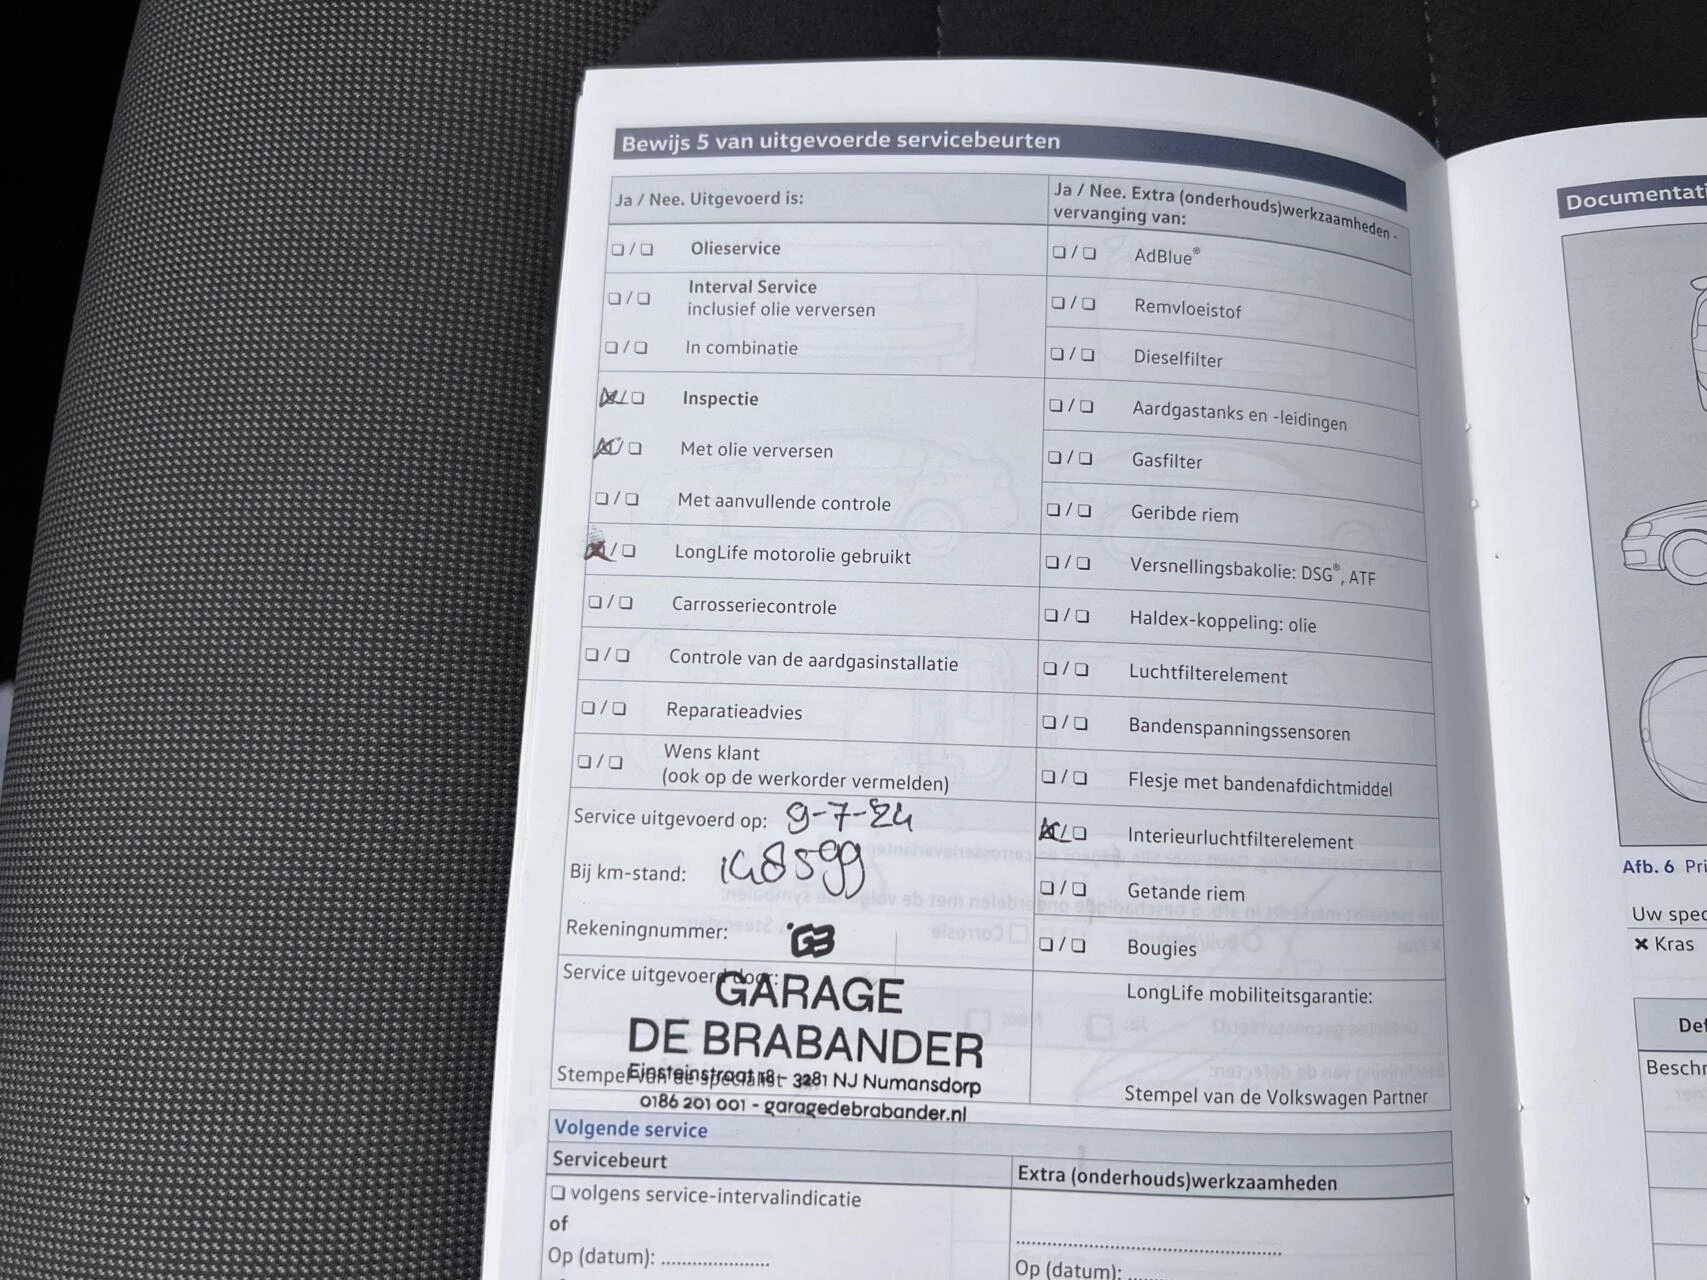 Bewijs 5 van uitgevoerde servicebeurten
Ja / Nee. Uitgevoerd is:
❏ / ❏ Olieservice
❏ / ❏ Interval Service
inclusief olie verversen
❏ / ❏ In combinatie
☒ / ❏ Inspectie
☒ / ❏ Met olie verversen
❏ / ❏ Met aanvullende controle
☒ / ❏ LongLife motorolie gebruikt
❏ / ❏ Carrosseriecontrole
❏ / ❏ Controle van de aardgasinstallatie
❏ / ❏ Reparatieadvies
❏ / ❏ Wens klant
(ook op de werkorder vermelden)
Service uitgevoerd op: 9-7-24
Bij km-stand:
Rekeningnummer:
Service uitgevoerd door:
GB
GARAGE
DE BRABANDER
Einsteinstraat 18 - 3281 NJ Numansdorp
0186 201 001 - garagedebrabander.nl
Stempel van de specialist
Ja / Nee. Extra (onderhouds)werkzaamheden -
vervanging van:
❏ / ❏ AdBlue®
❏ / ❏ Remvloeistof
❏ / ❏ Dieselfilter
❏ / ❏ Aardgastanks en -leidingen
❏ / ❏ Gasfilter
❏ / ❏ Geribde riem
❏ / ❏ Versnellingsbakolie: DSG®, ATF
❏ / ❏ Haldex-koppeling: olie
❏ / ❏ Luchtfilterelement
❏ / ❏ Bandenspanningssensoren
❏ / ❏ Flesje met bandenafdichtmiddel
☒ / ❏ Interieurluchtfilterelement
❏ / ❏ Getande riem
❏ / ❏ Bougies
LongLife mobiliteitsgarantie:
Stempel van de Volkswagen Partner
Volgende service
Servicebeurt
❏ volgens service-intervalindicatie
of
Op (datum): ......................
Extra (onderhouds)werkzaamheden
......................................................
Op (datum):
Documentati
Afb. 6 Pri
Uw spec
✖ Kras
Def
Beschr